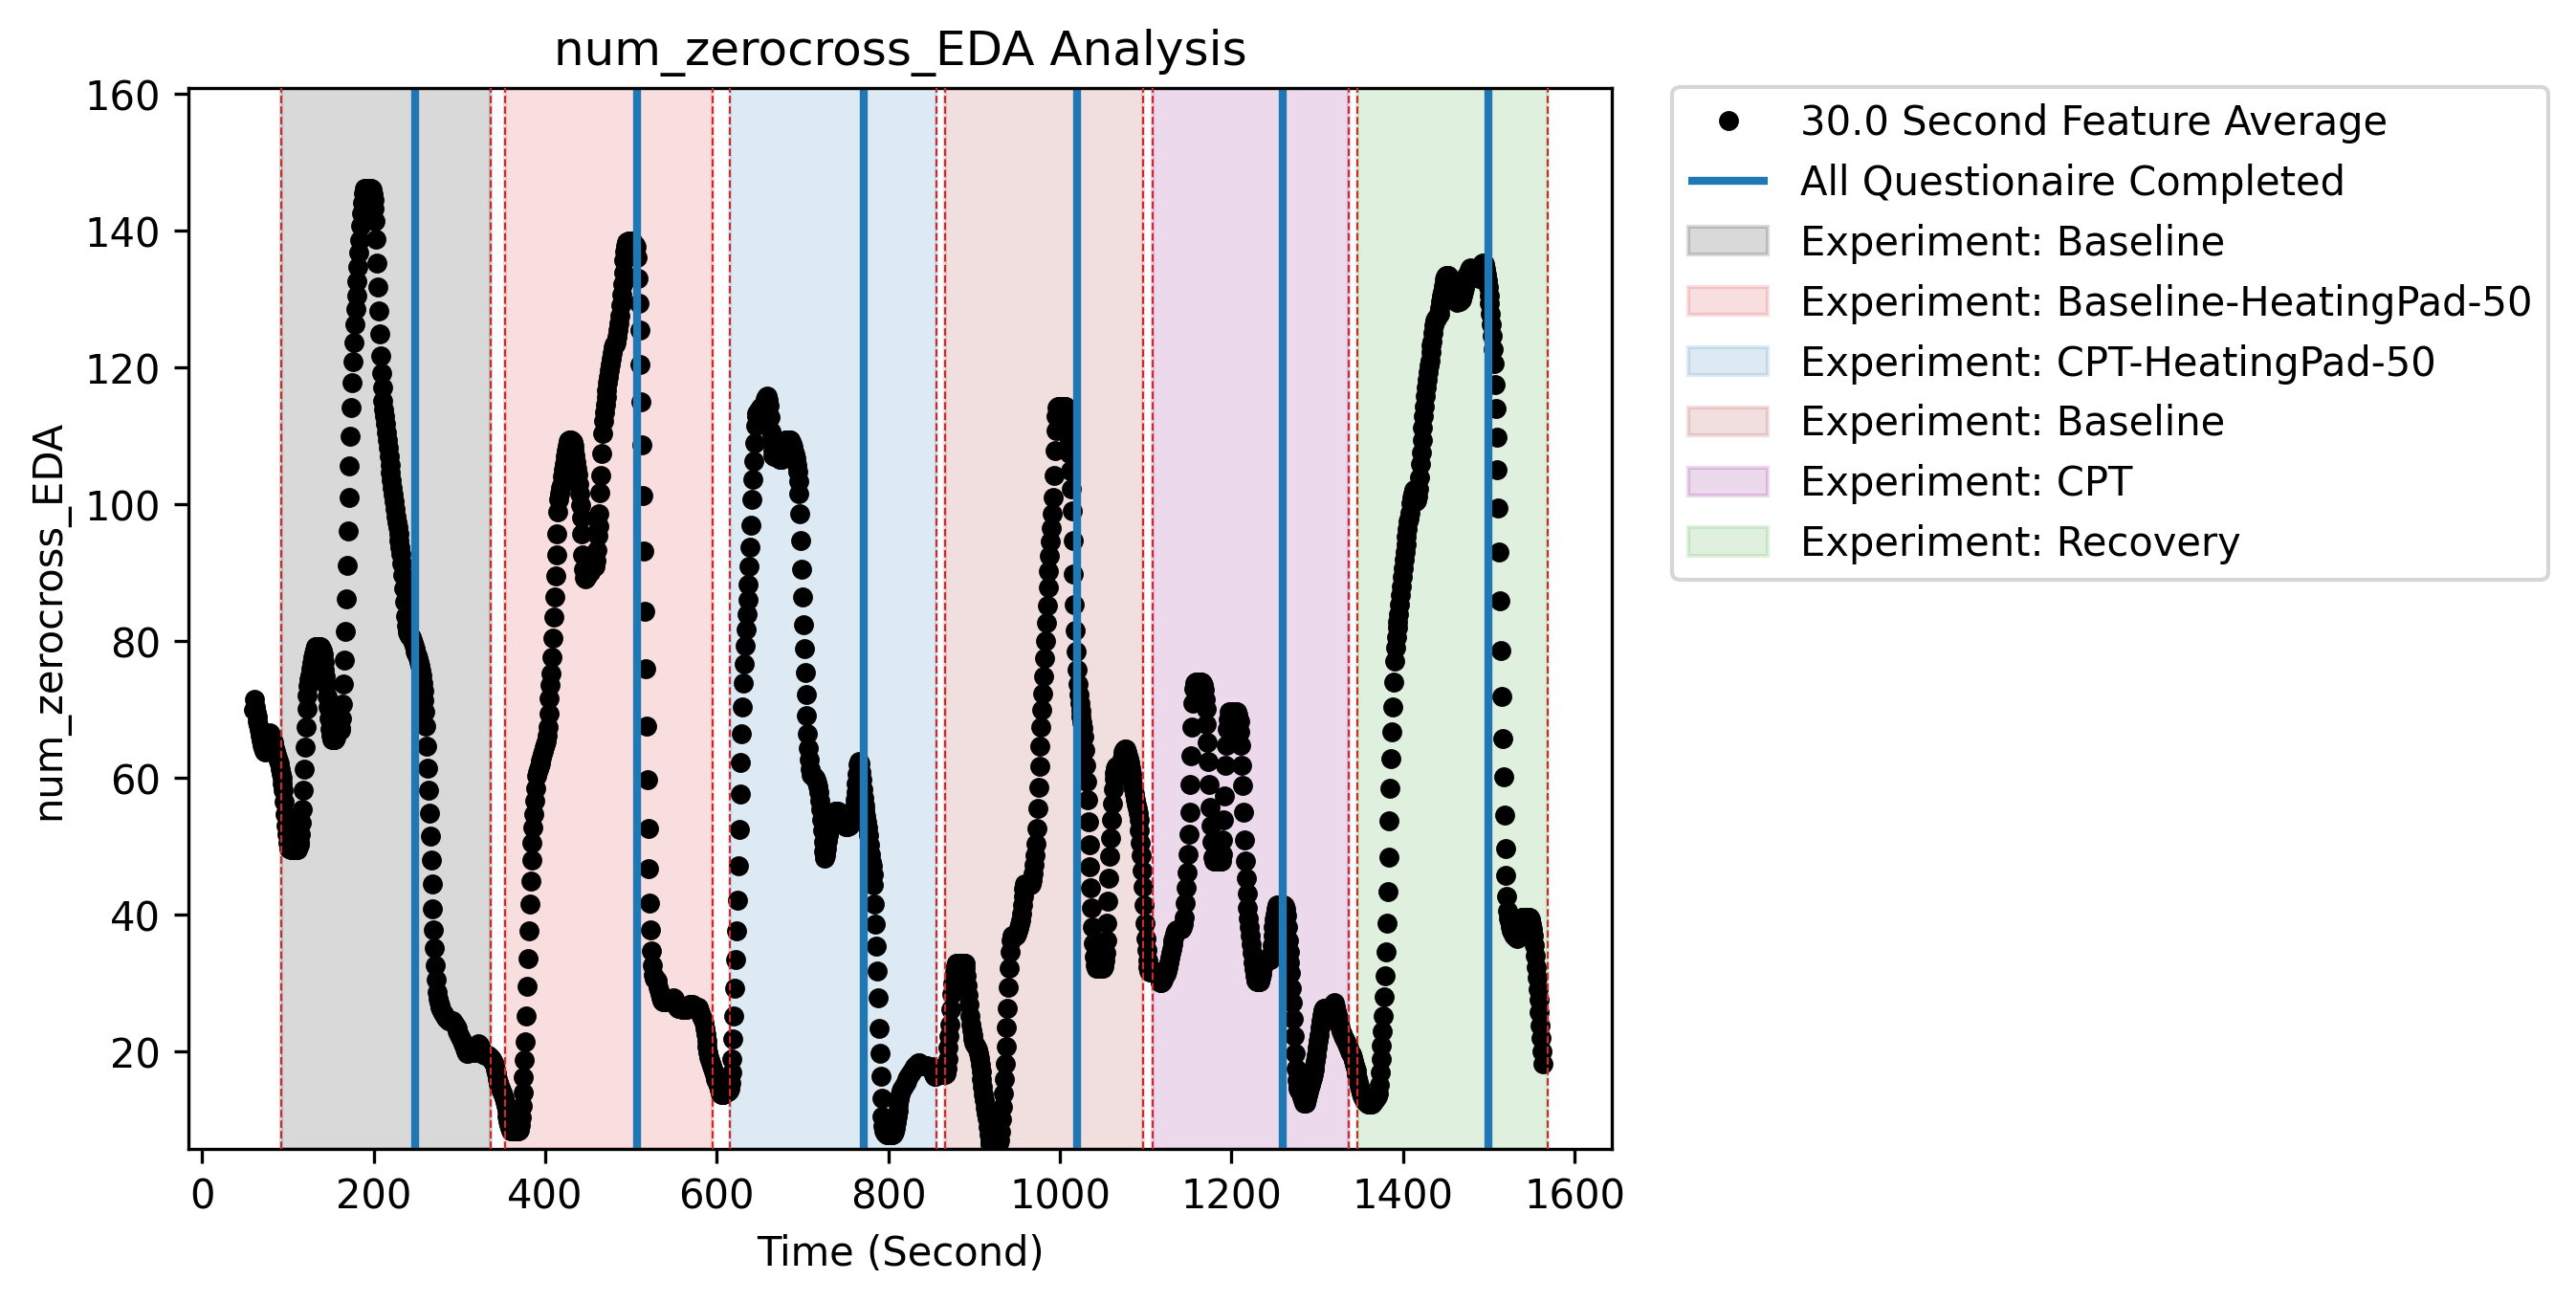 num_zerocross_EDA Analysis
160
140
120
100
80
60
40
20
num_zerocross_EDA
0 200 400 600 800 1000 1200 1400 1600
Time (Second)
30.0 Second Feature Average
All Questionaire Completed
Experiment: Baseline
Experiment: Baseline-HeatingPad-50
Experiment: CPT-HeatingPad-50
Experiment: Baseline
Experiment: CPT
Experiment: Recovery